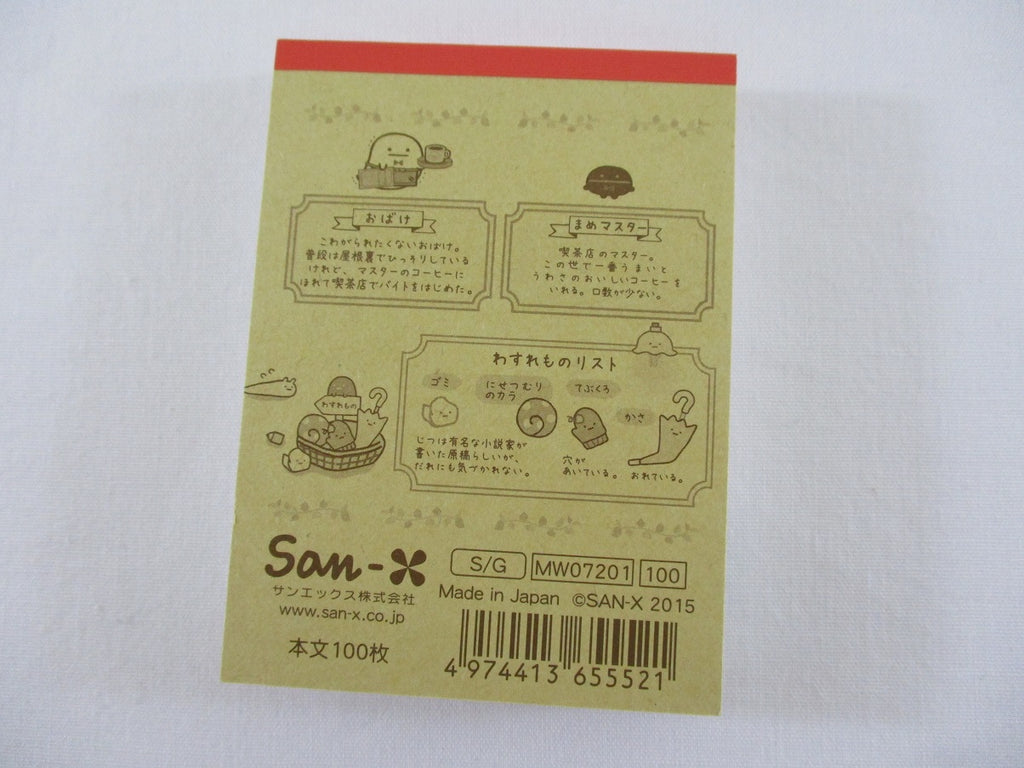 おばけ
こわがられたくないおばけ。
普段は屋根裏でひっそりしている
けれど、マスターのコーヒーに
ほれて喫茶店でバイトをはじめた。
まめマスター
喫茶店のマスター。
この世で一番うまいと
うわさのおいしいコーヒーを
いれる。口数が少ない。
わすれものリスト
ゴミ
にせつむり
のカラ
てぶくろ
かさ
じつは有名な小説家が
書いた原稿らしいが、
だれにも気づかれない。
穴が
あいている。
おれている。
わすれもの
San-X
サンエックス株式会社
www.san-x.co.jp
本文100枚
S/G MW07201 100
Made in Japan ©SAN-X 2015
4 974413 655521